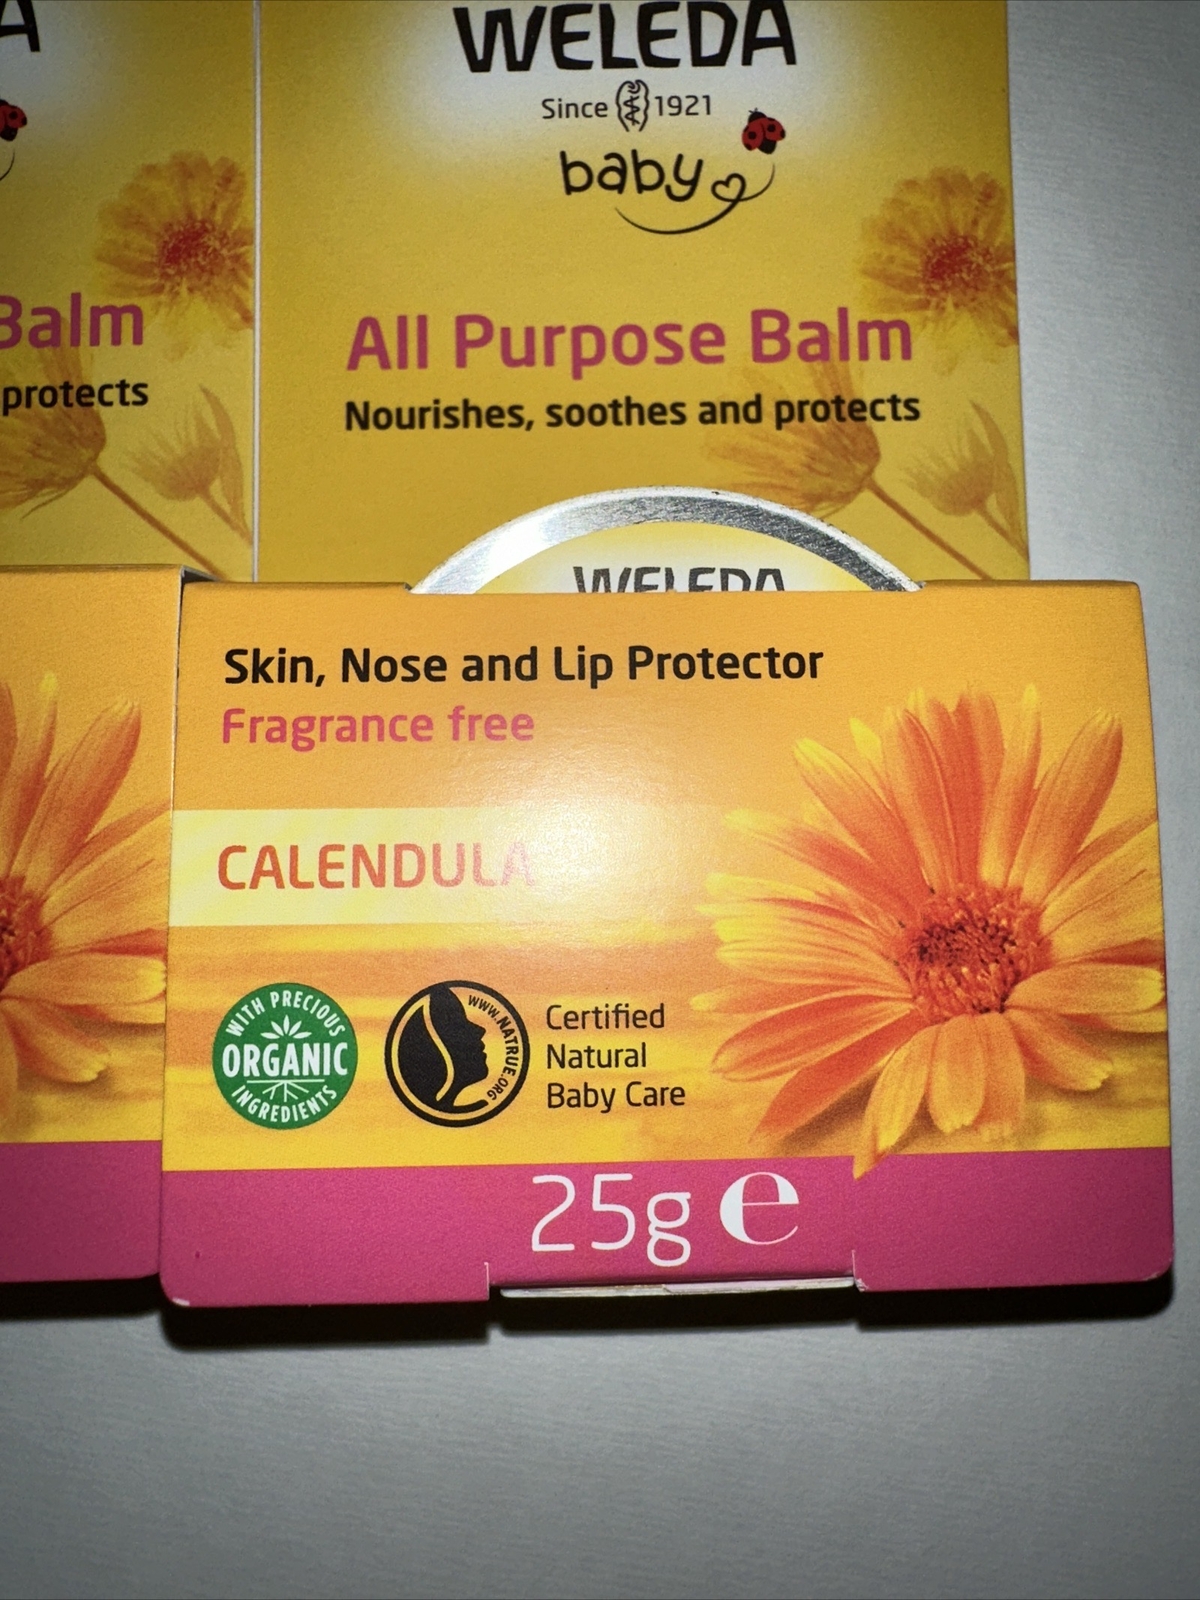 A
Balm
protects
WELEDA
Since 1921
baby
All Purpose Balm
Nourishes, soothes and protects
WELEDA
Skin, Nose and Lip Protector
Fragrance free
CALENDULA
WITH PRECIOUS
ORGANIC
INGREDIENTS
WWW.NATRUE.ORG
Certified
Natural
Baby Care
25g e